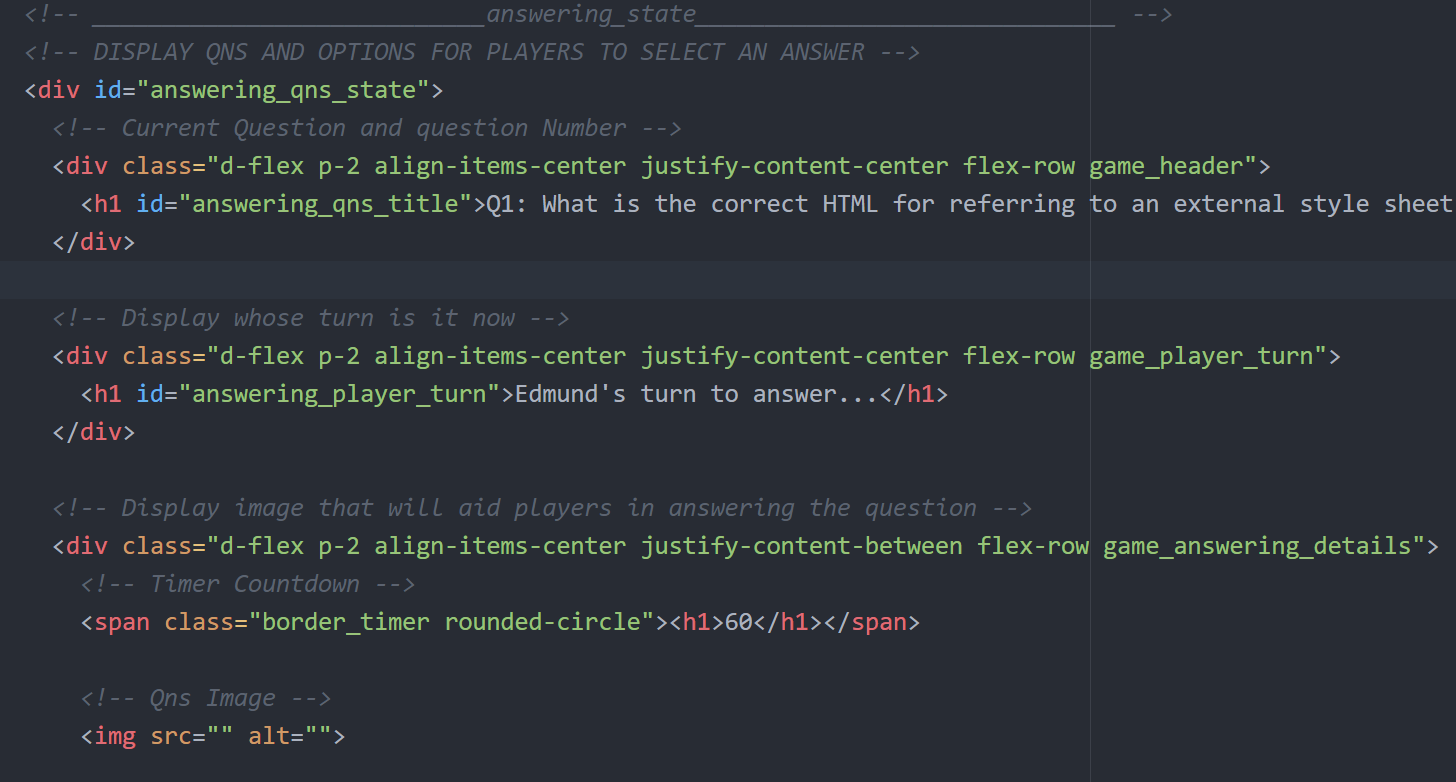 <!-- ____________________________answering_state______________________________ -->
<!-- DISPLAY QNS AND OPTIONS FOR PLAYERS TO SELECT AN ANSWER -->
<div id="answering_qns_state">
<!-- Current Question and question Number -->
<div class="d-flex p-2 align-items-center justify-content-center flex-row game_header">
<h1 id="answering_qns_title">Q1: What is the correct HTML for referring to an external style sheet
</div>
<!-- Display whose turn is it now -->
<div class="d-flex p-2 align-items-center justify-content-center flex-row game_player_turn">
<h1 id="answering_player_turn">Edmund's turn to answer...</h1>
</div>
<!-- Display image that will aid players in answering the question -->
<div class="d-flex p-2 align-items-center justify-content-between flex-row game_answering_details">
<!-- Timer Countdown -->
<span class="border_timer rounded-circle"><h1>60</h1></span>
<!-- Qns Image -->
<img src="" alt="">